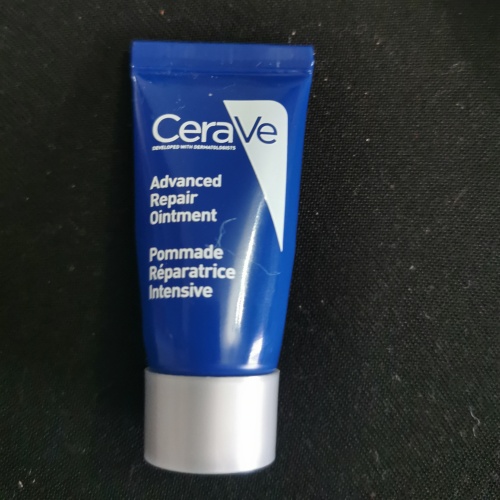 CeraVe
DEVELOPED WITH DERMATOLOGISTS
Advanced
Repair
Ointment
Pommade
Réparatrice
Intensive